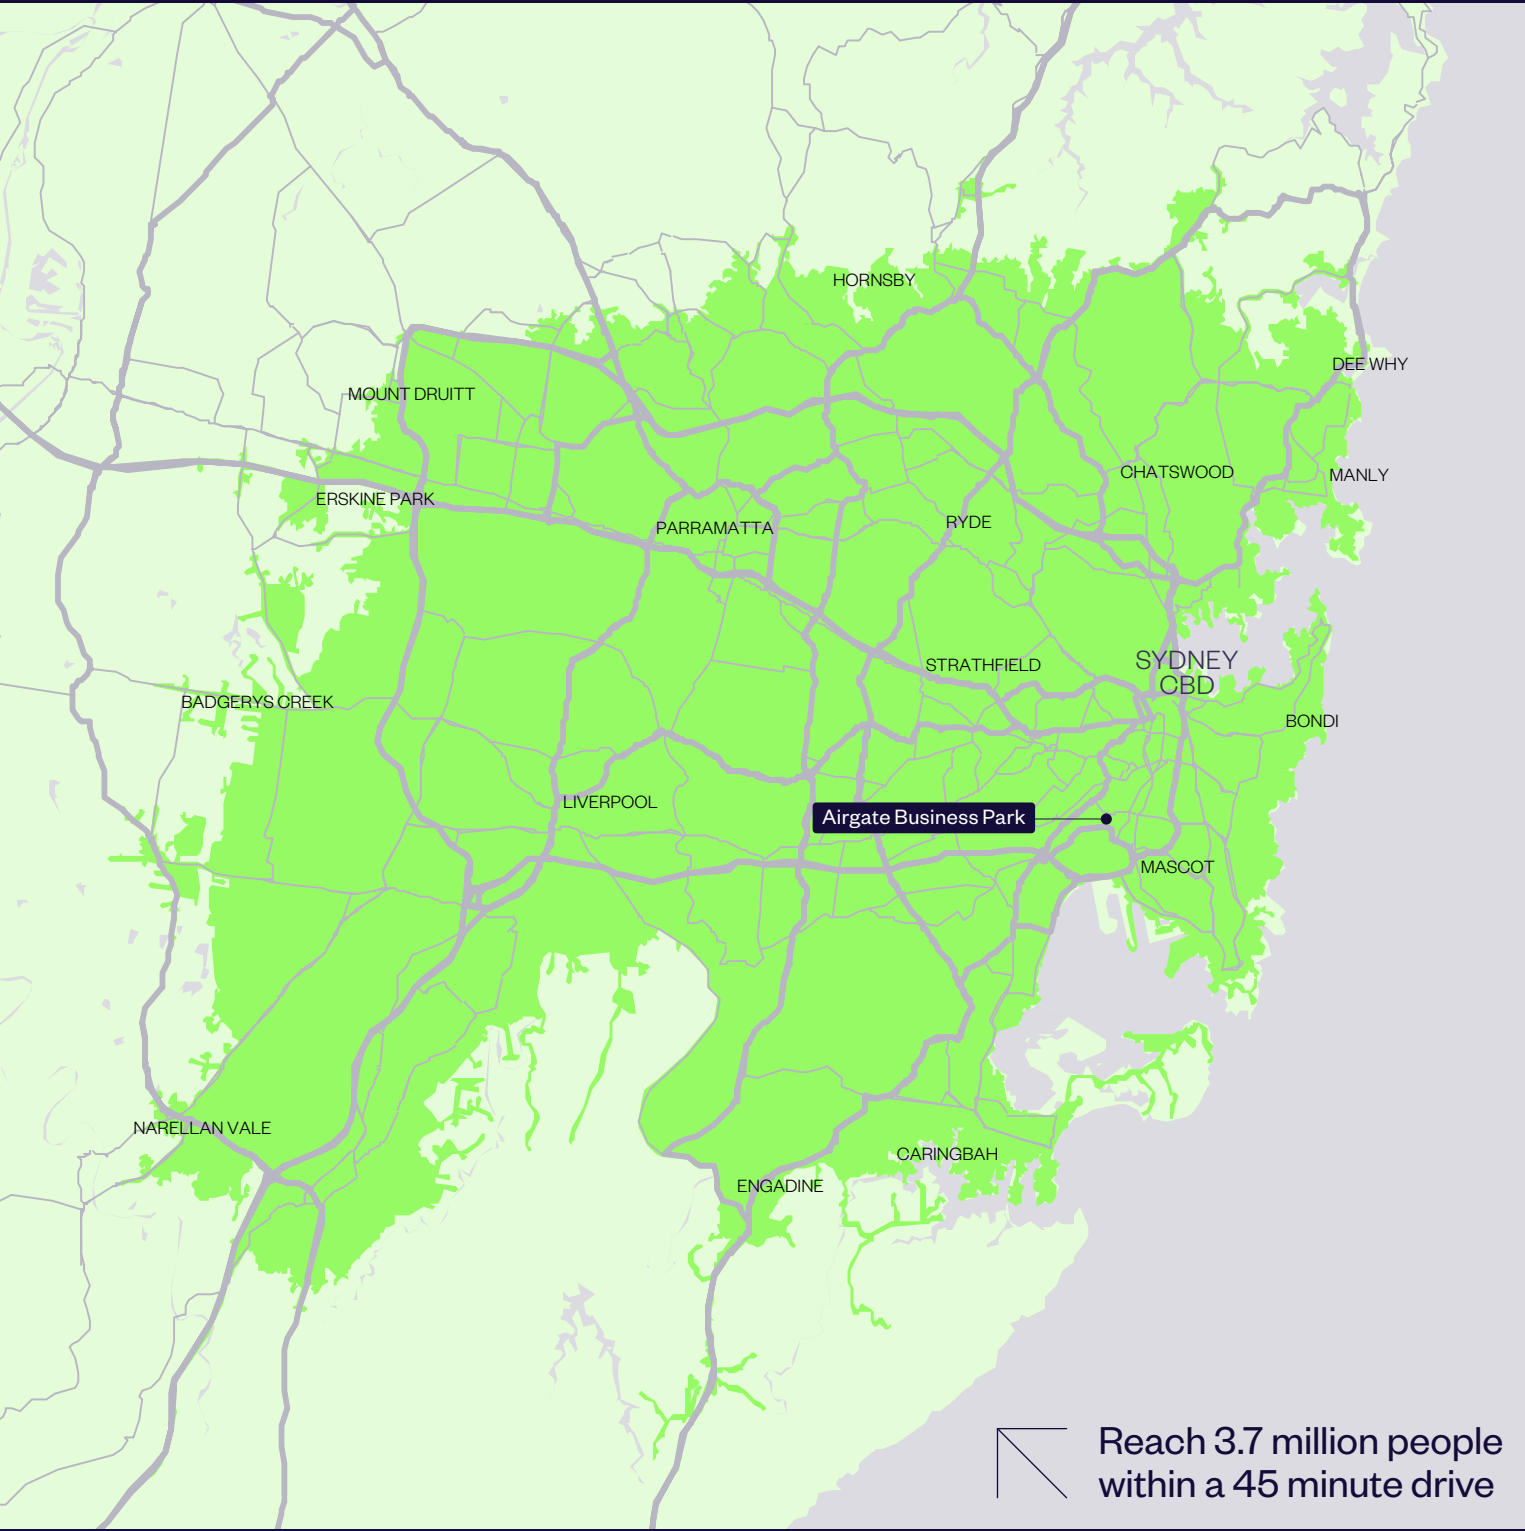 HORNSBY
DEE WHY
MOUNT DRUITT
CHATSWOOD
MANLY
ERSKINE PARK
RYDE
PARRAMATTA
STRATHFIELD
SYDNEY
CBD
BADGERYS CREEK
BONDI
LIVERPOOL
Airgate Business Park
MASCOT
NARELLAN VALE
CARINGBAH
ENGADINE
Reach 3.7 million people
within a 45 minute drive